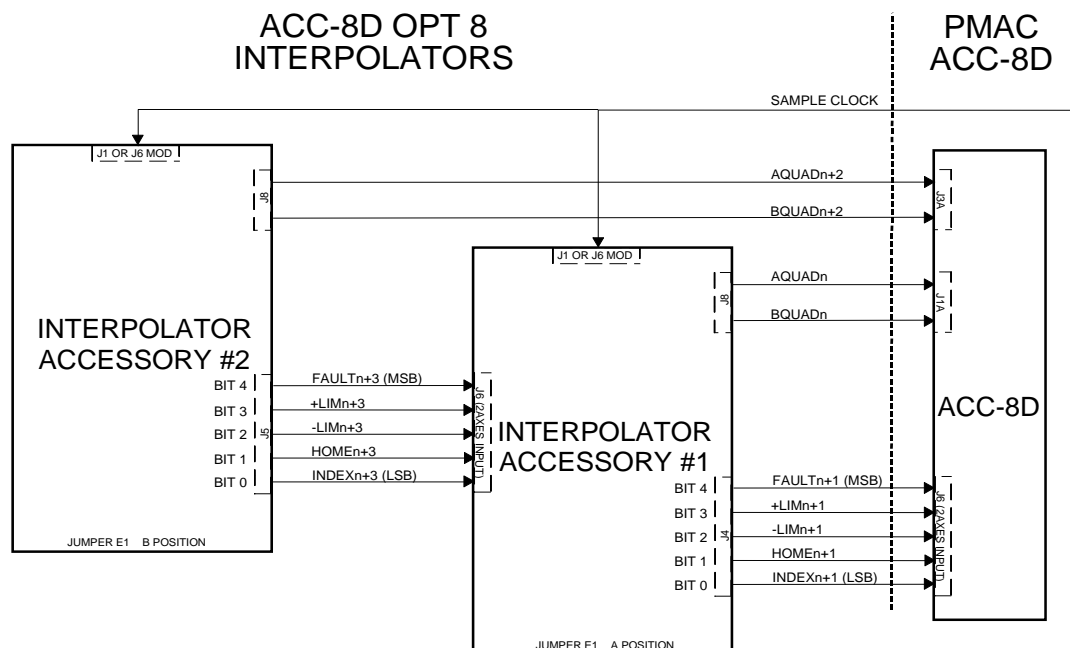 ACC-8D OPT 8
INTERPOLATORS
PMAC
ACC-8D
SAMPLE CLOCK
J1 OR J6 MOD
J8
AQUADn+2
BQUADn+2
J3A
J1 OR J6 MOD
J8
AQUADn
BQUADn
J1A
INTERPOLATOR
ACCESSORY #2
BIT 4
BIT 3
BIT 2
BIT 1
BIT 0
J5
FAULTn+3 (MSB)
+LIMn+3
-LIMn+3
HOMEn+3
INDEXn+3 (LSB)
J6 (2AXES INPUT)
INTERPOLATOR
ACCESSORY #1
ACC-8D
BIT 4
BIT 3
BIT 2
BIT 1
BIT 0
J4
FAULTn+1 (MSB)
+LIMn+1
-LIMn+1
HOMEn+1
INDEXn+1 (LSB)
J6 (2AXES INPUT)
JUMPER E1 B POSITION
JUMPER E1 A POSITION